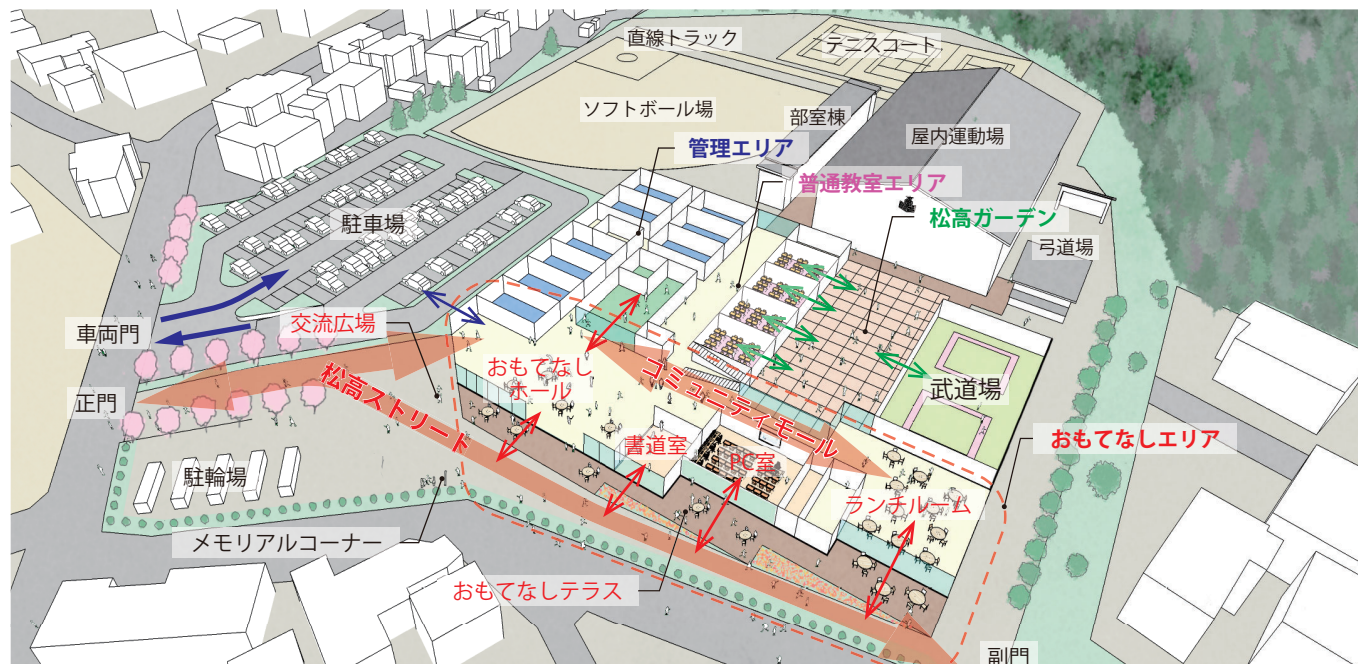 直線トラック
テニスコート
ソフトボール場
部室棟
屋内運動場
管理エリア
普通教室エリア
松高ガーデン
弓道場
駐車場
車両門
交流広場
正門
松高ストリート
おもてなし
ホール
コミュニティモール
武道場
おもてなしエリア
書道室
PC室
ランチルーム
駐輪場
メモリアルコーナー
おもてなしテラス
副門